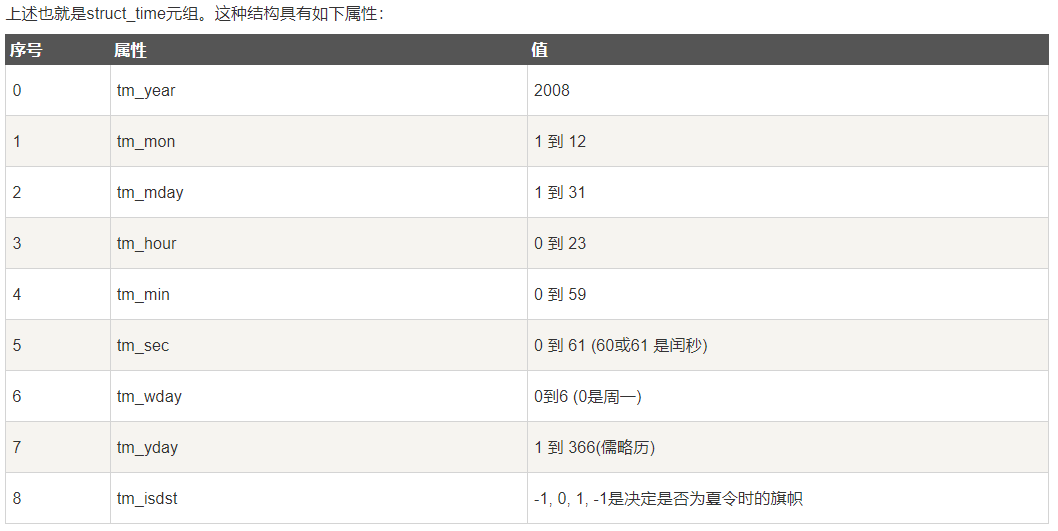 上述也就是struct_time元组。这种结构具有如下属性：
序号 属性 值
0 tm_year 2008
1 tm_mon 1 到 12
2 tm_mday 1 到 31
3 tm_hour 0 到 23
4 tm_min 0 到 59
5 tm_sec 0 到 61 (60或61 是闰秒)
6 tm_wday 0到6 (0是周一)
7 tm_yday 1 到 366(儒略历)
8 tm_isdst -1, 0, 1, -1是决定是否为夏令时的旗帜